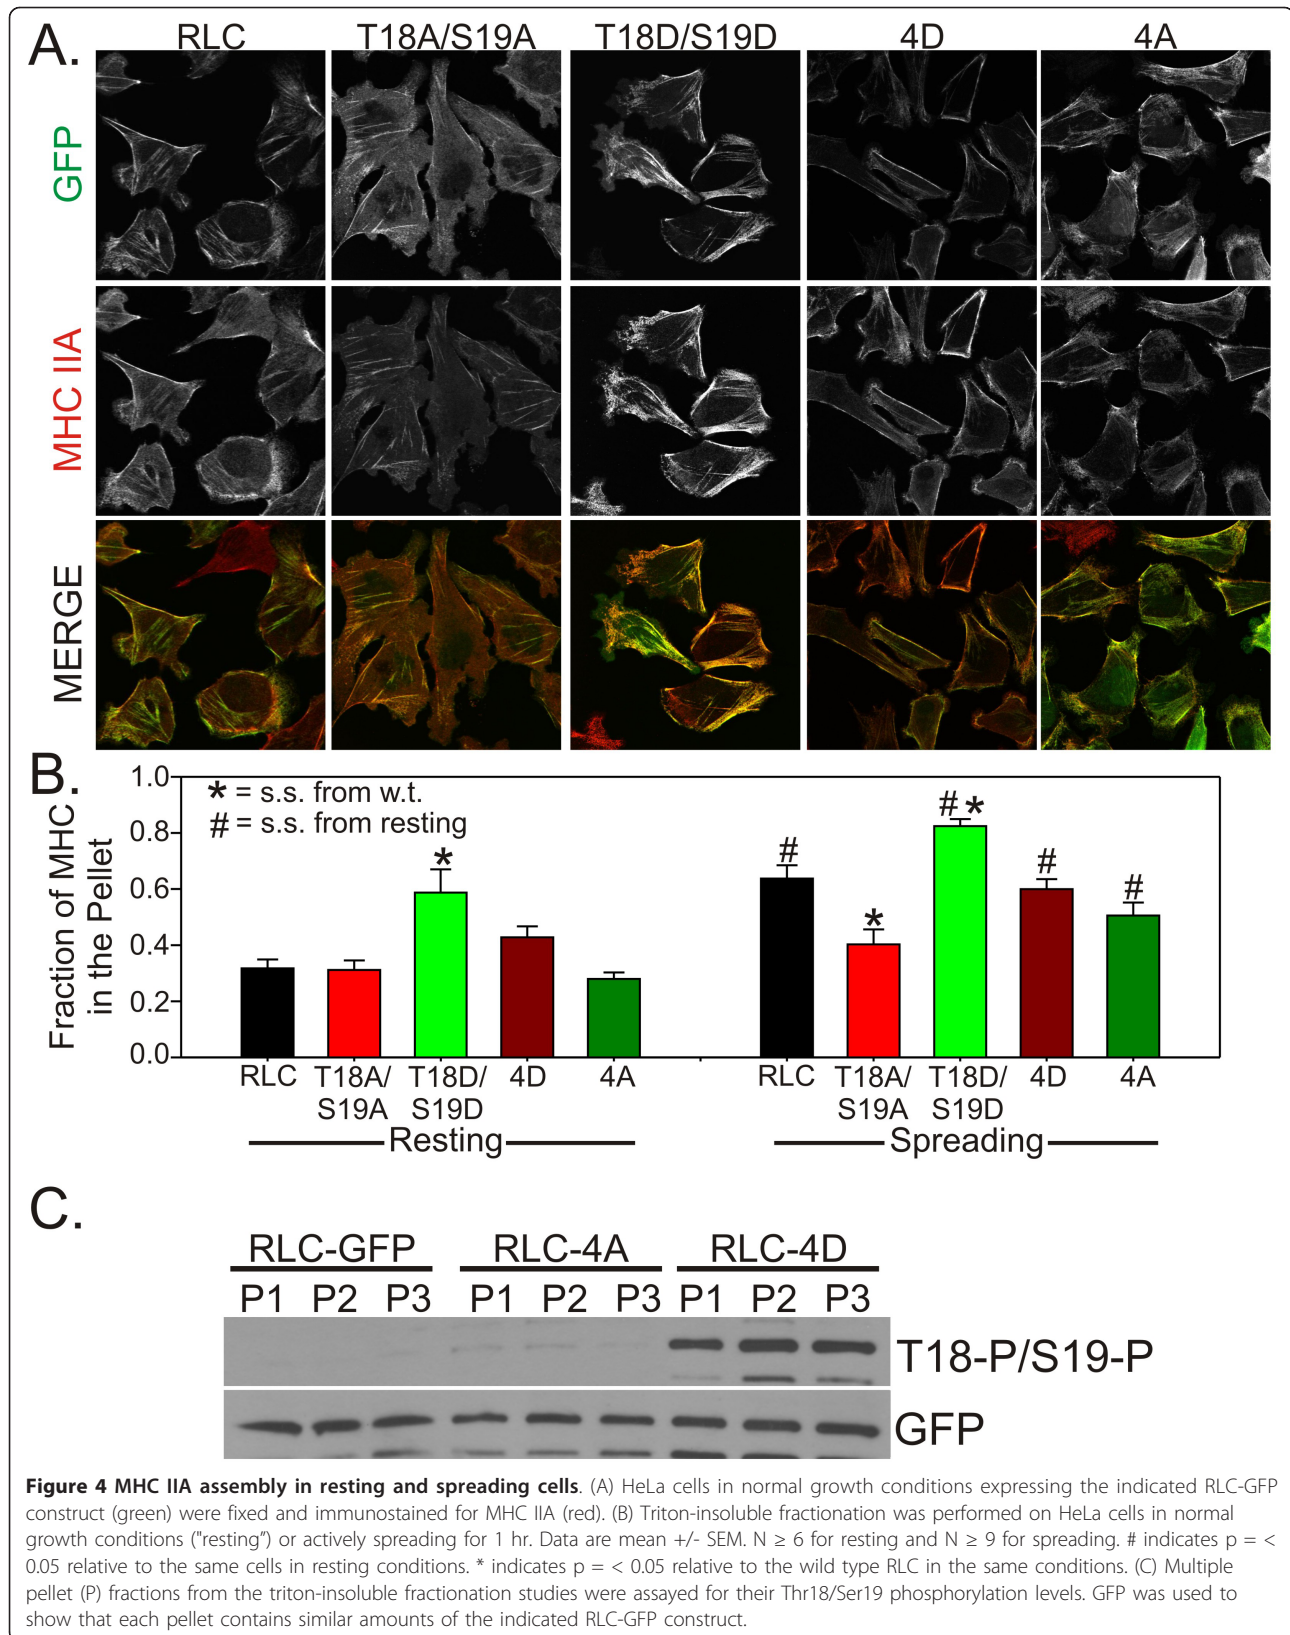 A.
RLC T18A/S19A T18D/S19D 4D 4A
GFP
MHC IIA
MERGE
B.
Fraction of MHC
in the Pellet
1.0
0.8
0.6
0.4
0.2
0.0
* = s.s. from w.t.
# = s.s. from resting
*
#
*
# *
#
#
RLC T18A/ T18D/ 4D 4A RLC T18A/ T18D/ 4D 4A
S19A S19D S19A S19D
Resting Spreading
C.
RLC-GFP RLC-4A RLC-4D
P1 P2 P3 P1 P2 P3 P1 P2 P3
T18-P/S19-P
GFP
Figure 4 MHC IIA assembly in resting and spreading cells. (A) HeLa cells in normal growth conditions expressing the indicated RLC-GFP
construct (green) were fixed and immunostained for MHC IIA (red). (B) Triton-insoluble fractionation was performed on HeLa cells in normal
growth conditions ("resting") or actively spreading for 1 hr. Data are mean +/- SEM. N ≥ 6 for resting and N ≥ 9 for spreading. # indicates p = <
0.05 relative to the same cells in resting conditions. * indicates p = < 0.05 relative to the wild type RLC in the same conditions. (C) Multiple
pellet (P) fractions from the triton-insoluble fractionation studies were assayed for their Thr18/Ser19 phosphorylation levels. GFP was used to
show that each pellet contains similar amounts of the indicated RLC-GFP construct.